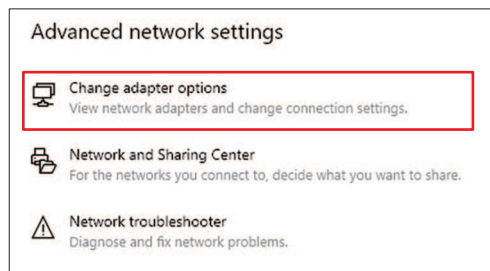 Advanced network settings
Change adapter options
View network adapters and change connection settings.
Network and Sharing Center
For the networks you connect to, decide what you want to share.
Network troubleshooter
Diagnose and fix network problems.